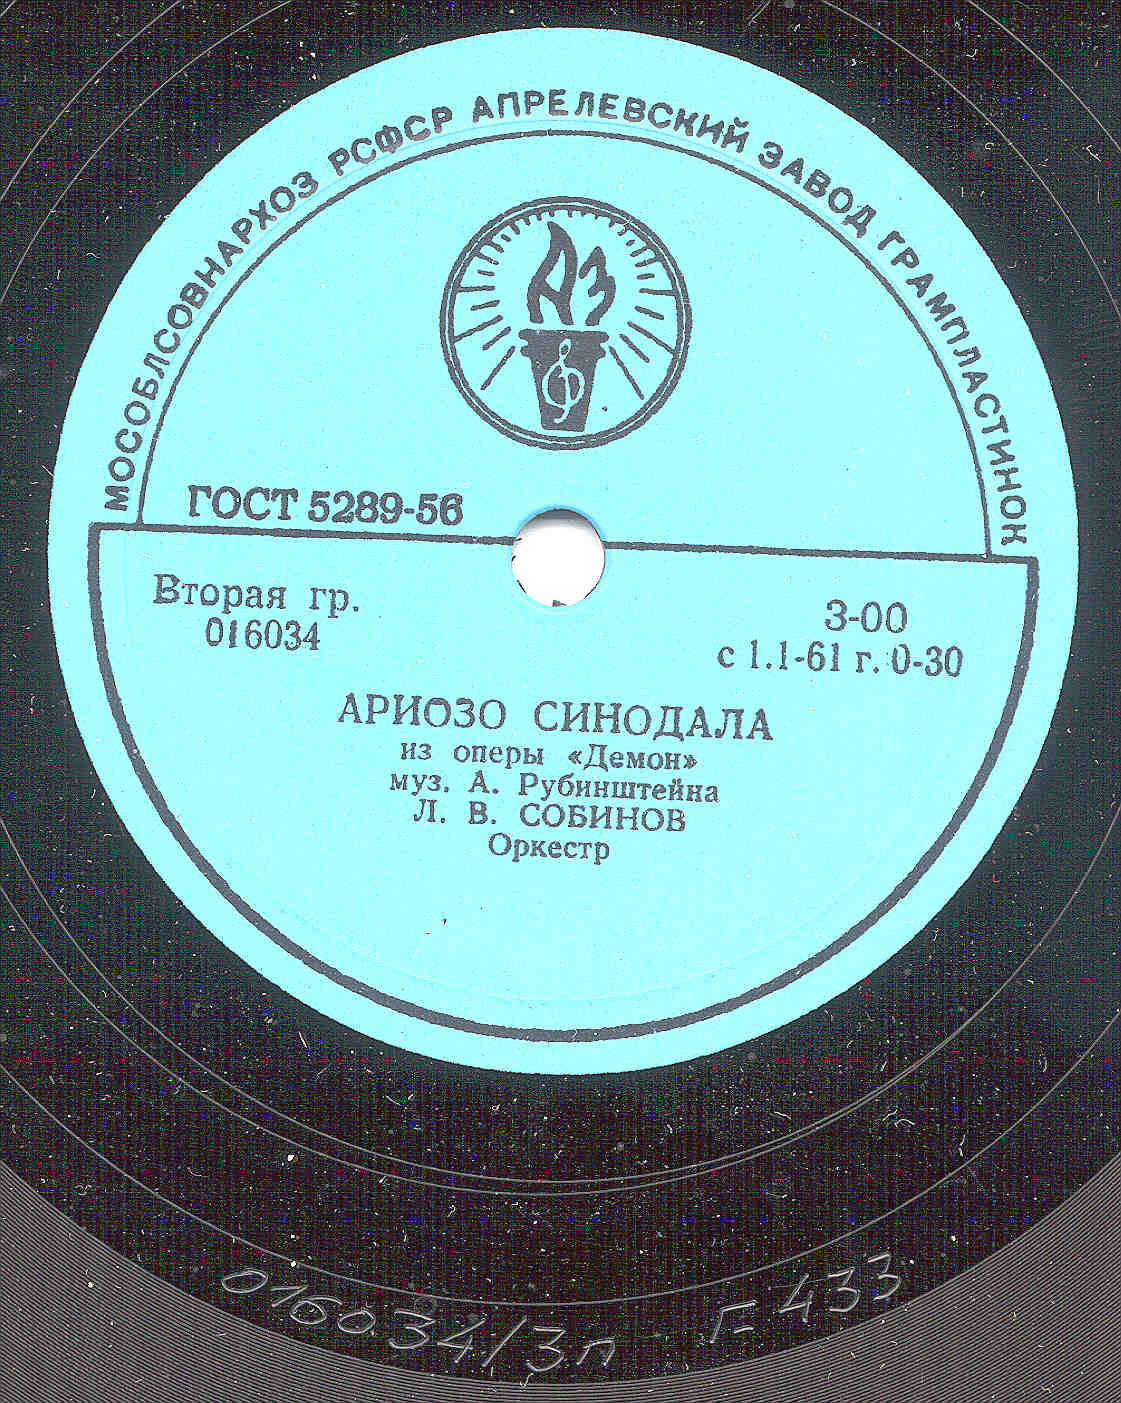 МОСОБЛСОВНАРХОЗ РСФСР АПРЕЛЕВСКИЙ ЗАВОД ГРАМПЛАСТИНОК
АЗ
ГОСТ 5289-56
Вторая гр.
016034
3-00
с 1.1-61 г. 0-30
АРИОЗО СИНОДАЛА
из оперы «Демон»
муз. А. Рубинштейна
Л. В. СОБИНОВ
Оркестр
016034/3л Г-433